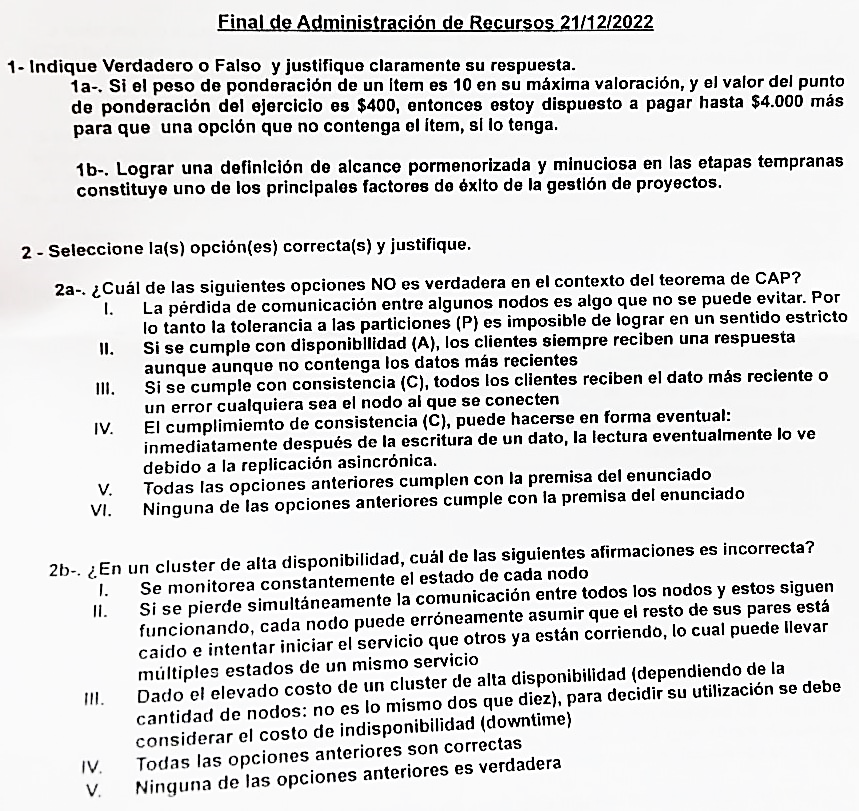 Final de Administración de Recursos 21/12/2022
1- Indique Verdadero o Falso y justifique claramente su respuesta.
1a-. Si el peso de ponderación de un item es 10 en su máxima valoración, y el valor del punto
de ponderación del ejercicio es $400, entonces estoy dispuesto a pagar hasta $4.000 más
para que una opción que no contenga el ítem, si lo tenga.
1b-. Lograr una definición de alcance pormenorizada y minuciosa en las etapas tempranas
constituye uno de los principales factores de éxito de la gestión de proyectos.
2 - Seleccione la(s) opción(es) correcta(s) y justifique.
2a-. ¿Cuál de las siguientes opciones NO es verdadera en el contexto del teorema de CAP?
I. La pérdida de comunicación entre algunos nodos es algo que no se puede evitar. Por
lo tanto la tolerancia a las particiones (P) es imposible de lograr en un sentido estricto
II. Si se cumple con disponibilidad (A), los clientes siempre reciben una respuesta
aunque aunque no contenga los datos más recientes
III. Si se cumple con consistencia (C), todos los clientes reciben el dato más reciente o
un error cualquiera sea el nodo al que se conecten
IV. El cumplimiemto de consistencia (C), puede hacerse en forma eventual:
inmediatamente después de la escritura de un dato, la lectura eventualmente lo ve
debido a la replicación asincrónica.
V. Todas las opciones anteriores cumplen con la premisa del enunciado
VI. Ninguna de las opciones anteriores cumple con la premisa del enunciado
2b-. ¿En un cluster de alta disponibilidad, cuál de las siguientes afirmaciones es incorrecta?
I. Se monitorea constantemente el estado de cada nodo
II. Si se pierde simultáneamente la comunicación entre todos los nodos y estos siguen
funcionando, cada nodo puede erróneamente asumir que el resto de sus pares está
caido e intentar iniciar el servicio que otros ya están corriendo, lo cual puede llevar
múltiples estados de un mismo servicio
III. Dado el elevado costo de un cluster de alta disponibilidad (dependiendo de la
cantidad de nodos: no es lo mismo dos que diez), para decidir su utilización se debe
considerar el costo de indisponibilidad (downtime)
IV. Todas las opciones anteriores son correctas
V. Ninguna de las opciones anteriores es verdadera